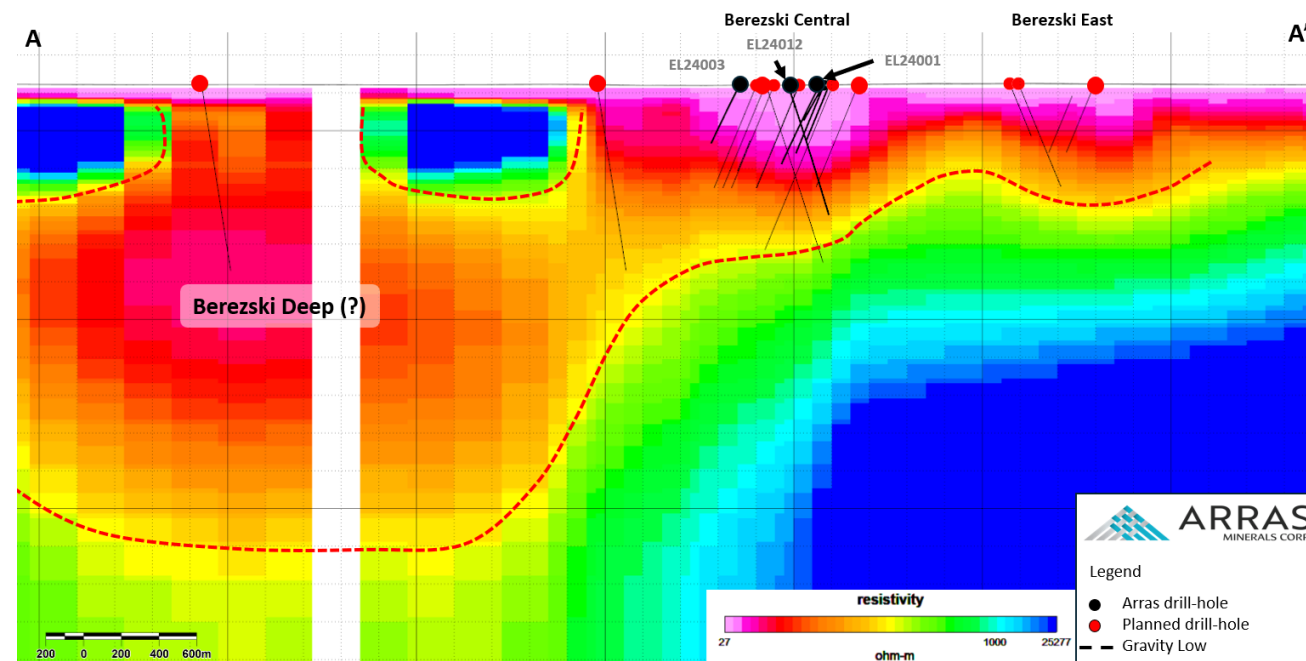 A
Berezski Central
Berezski East
A'
EL24012
EL24003
EL24001
Berezski Deep (?)
ARRAS
MINERALS CORP
Legend
Arras drill-hole
Planned drill-hole
Gravity Low
resistivity
27
1000
25277
ohm-m
200 0 200 400 600m